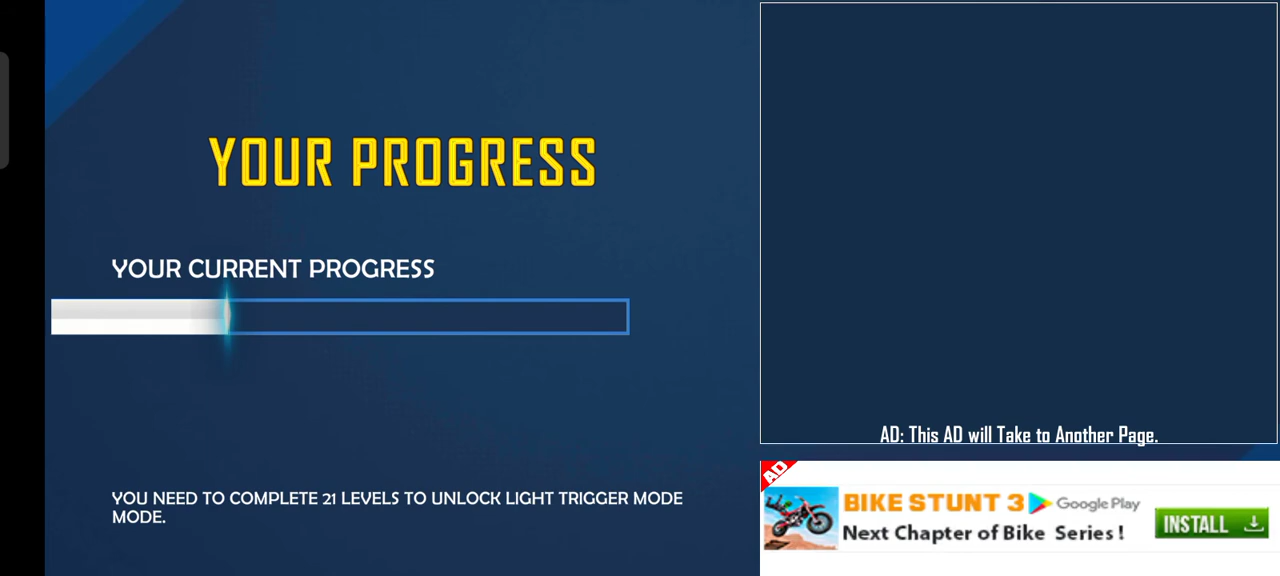 YOUR PROGRESS
YOUR CURRENT PROGRESS
YOU NEED TO COMPLETE 21 LEVELS TO UNLOCK LIGHT TRIGGER MODE
MODE.
AD: This AD will Take to Another Page.
AD
BIKE STUNT 3 Google Play
Next Chapter of Bike Series !
INSTALL